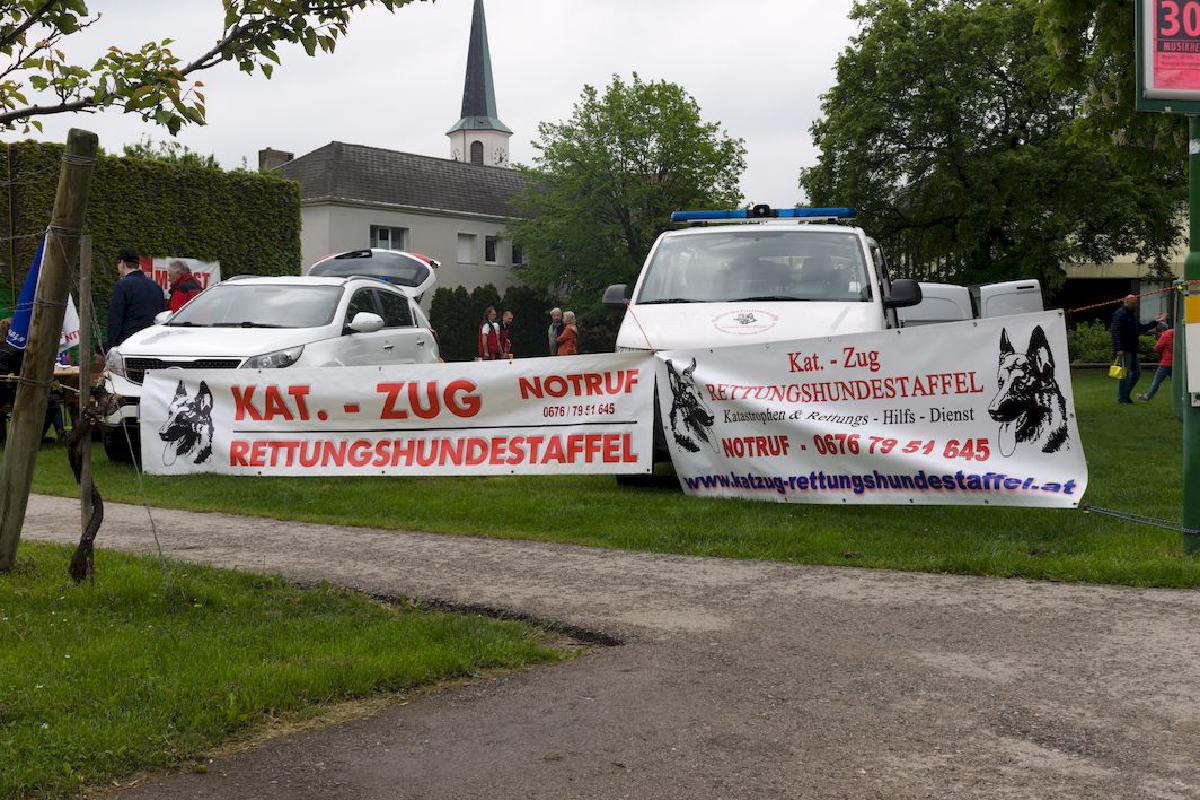 KAT. - ZUG
NOTRUF
0676 / 79 51 645
RETTUNGSHUNDESTAFFEL
Kat. - Zug
RETTUNGSHUNDESTAFFEL
Katastrophen & Rettungs - Hilfs - Dienst
NOTRUF - 0676 79 51 645
www.katzug-rettungshundestaffel.at
30